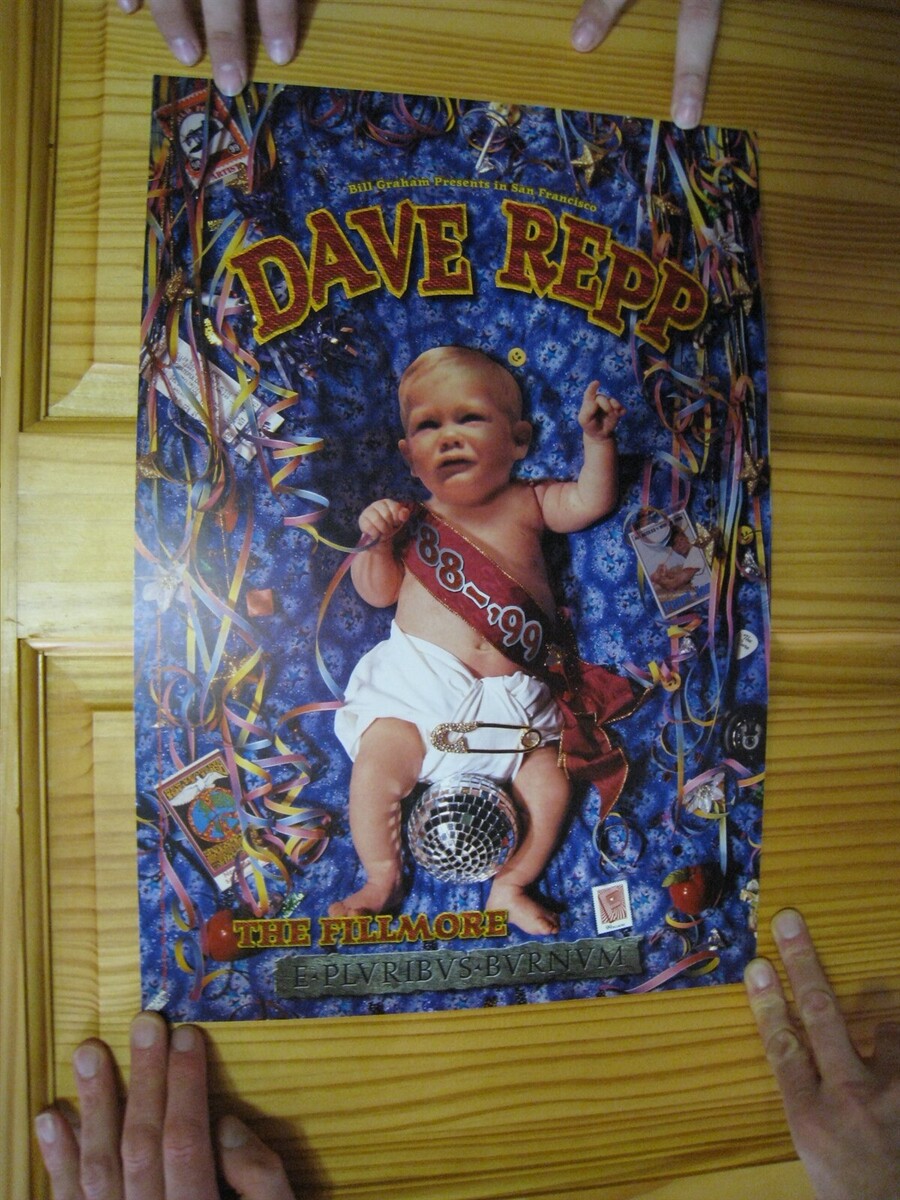 Bill Graham Presents in San Francisco
DAVE REPP
'88-'99
THE FILLMORE
E·PLVRIBVS·BVRNVM